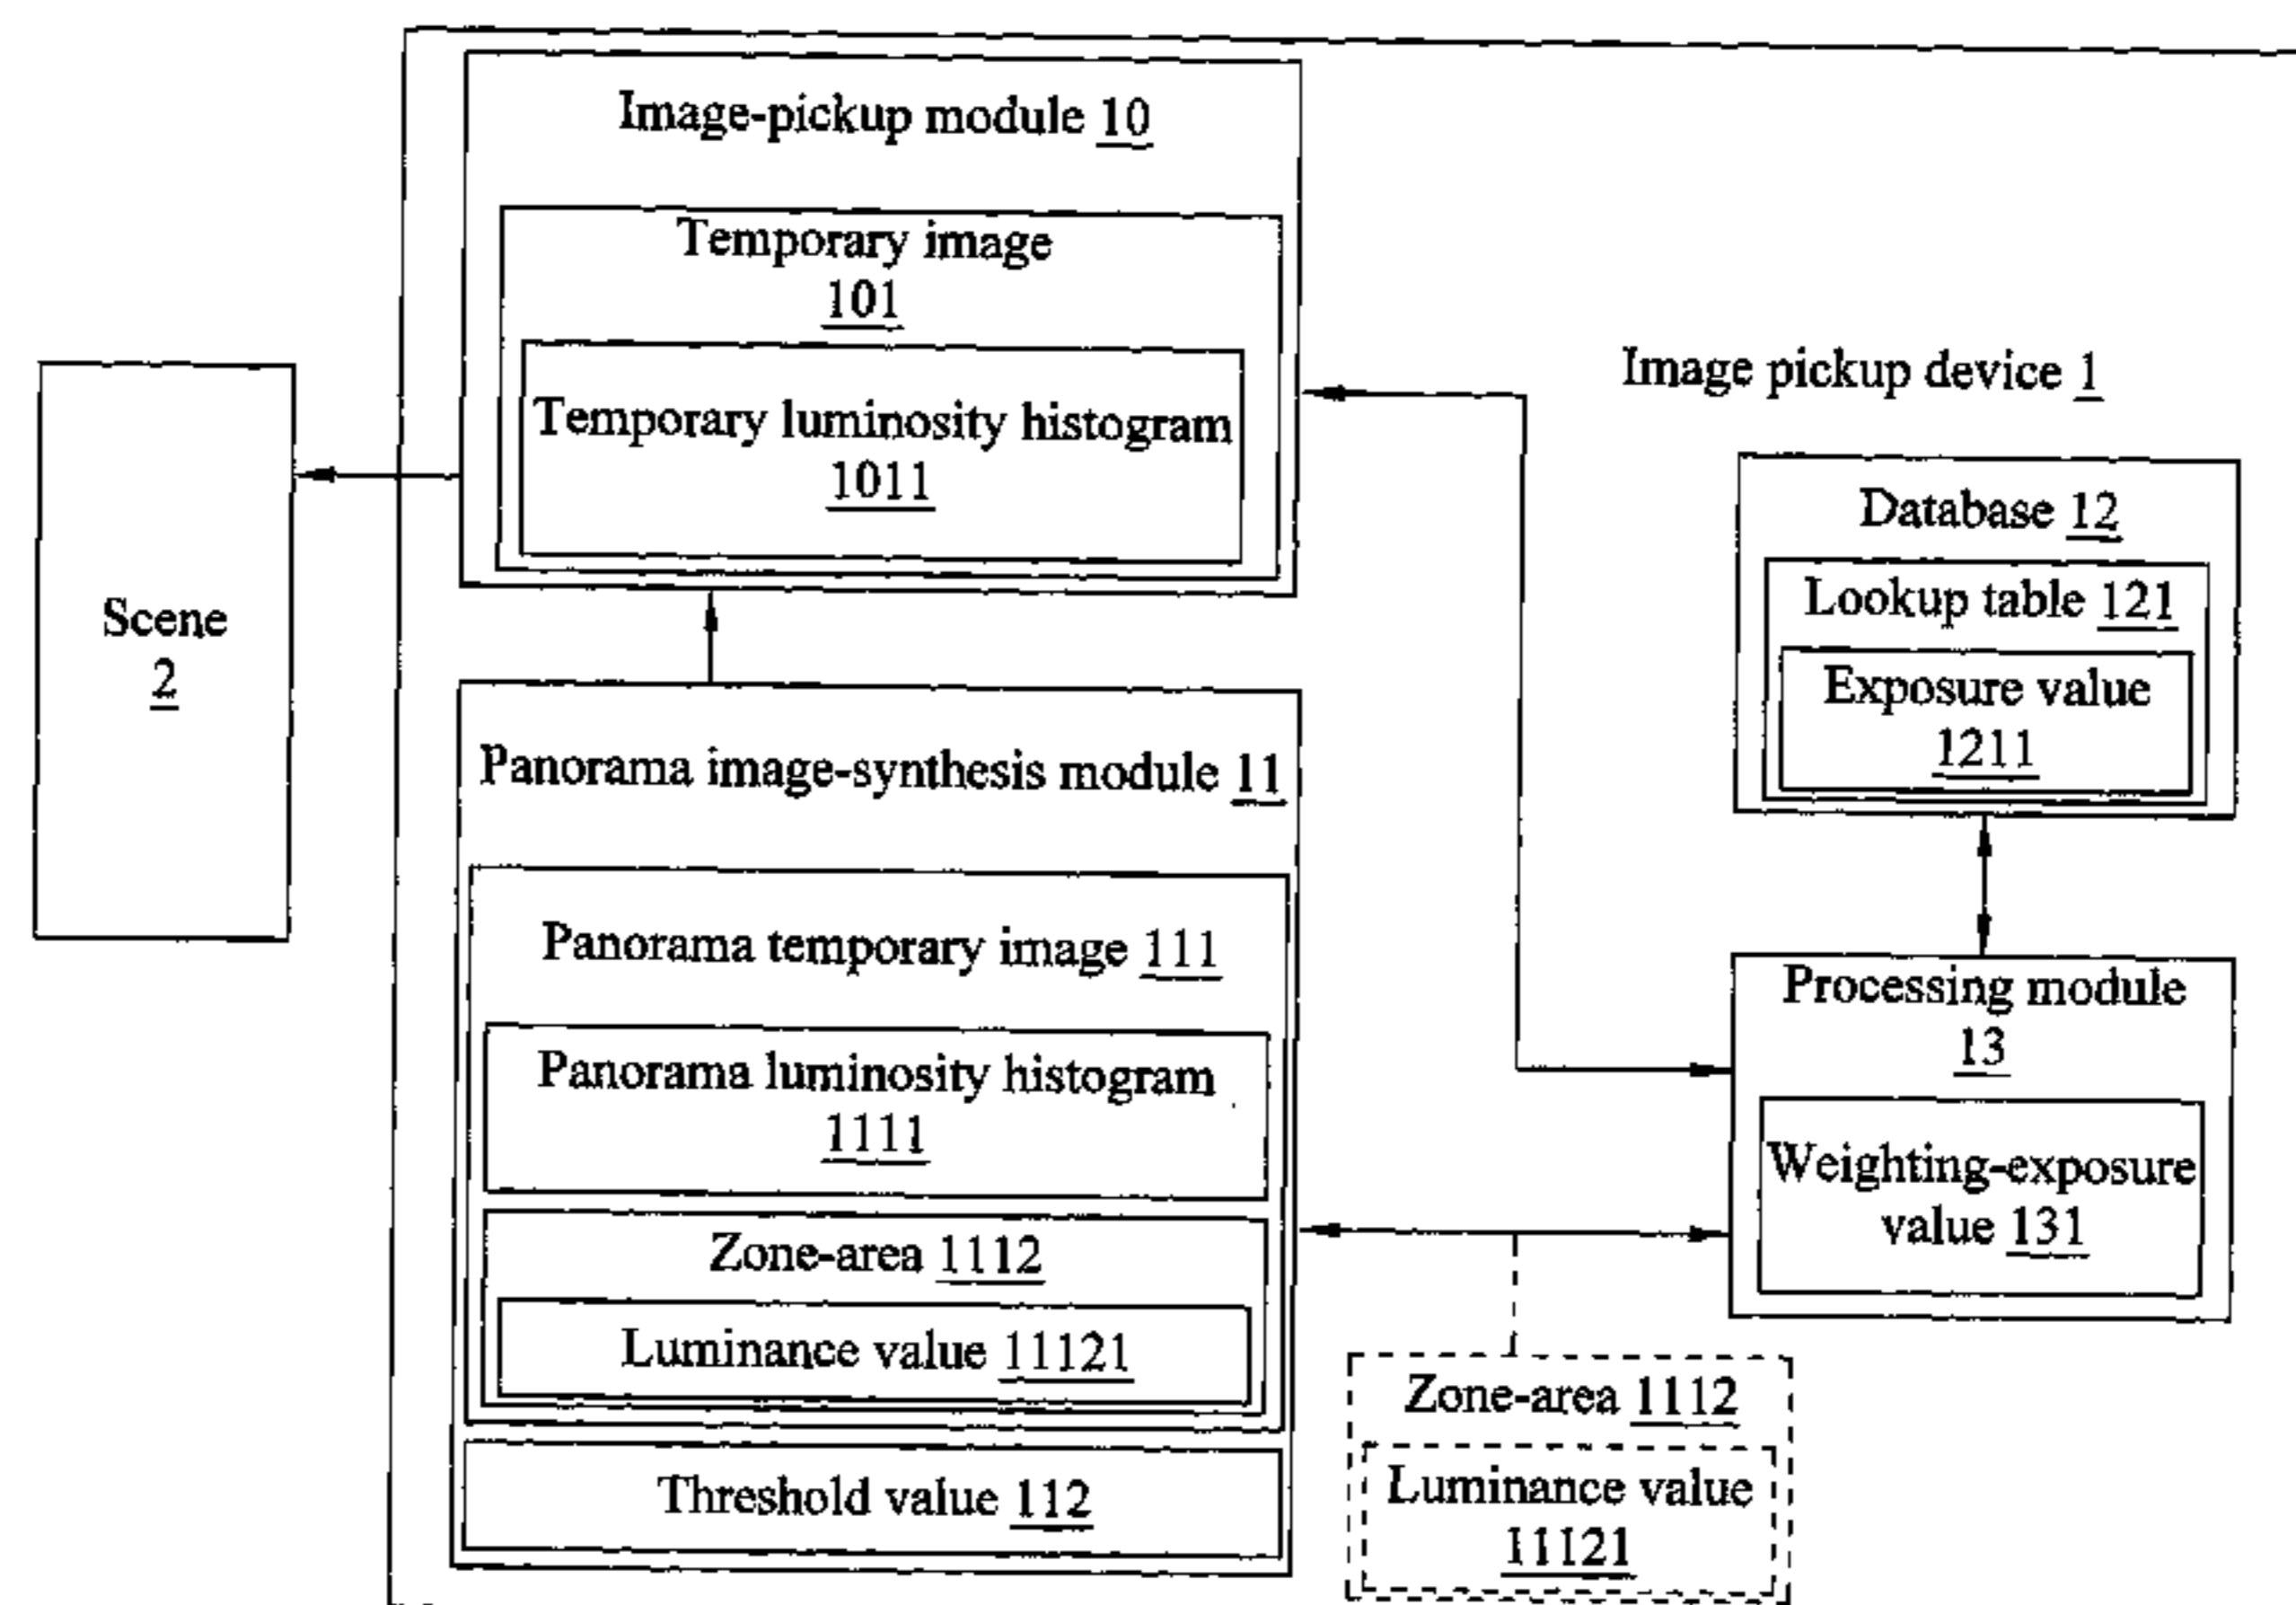 Image-pickup module 10
Temporary image
101
Temporary luminosity histogram
1011
Scene
2
Image pickup device 1
Database 12
Lookup table 121
Exposure value
1211
Panorama image-synthesis module 11
Panorama temporary image 111
Panorama luminosity histogram
1111
Zone-area 1112
Luminance value 11121
Threshold value 112
Processing module
13
Weighting-exposure
value 131
Zone-area 1112
Luminance value
11121